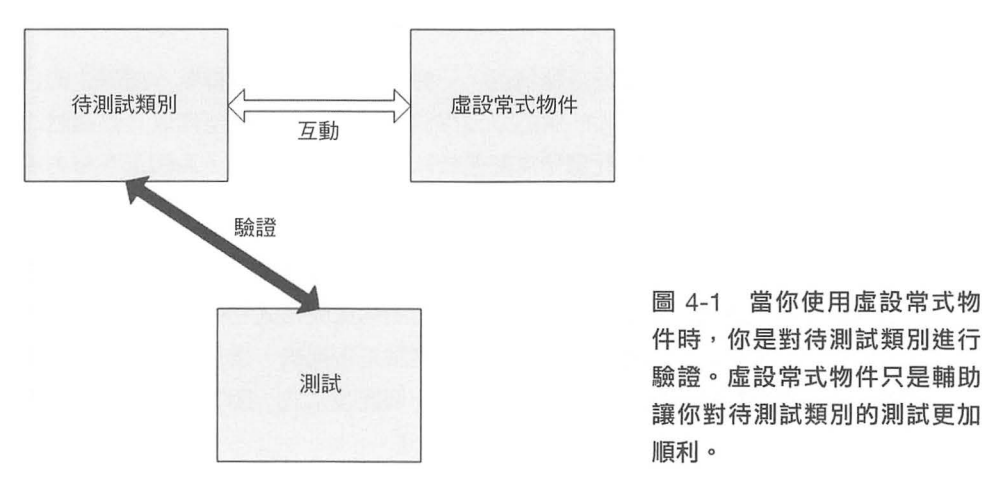 待測試類別
虛設常式物件
互動
驗證
測試
圖 4-1 當你使用虛設常式物
件時，你是對待測試類別進行
驗證。虛設常式物件只是輔助
讓你對待測試類別的測試更加
順利。